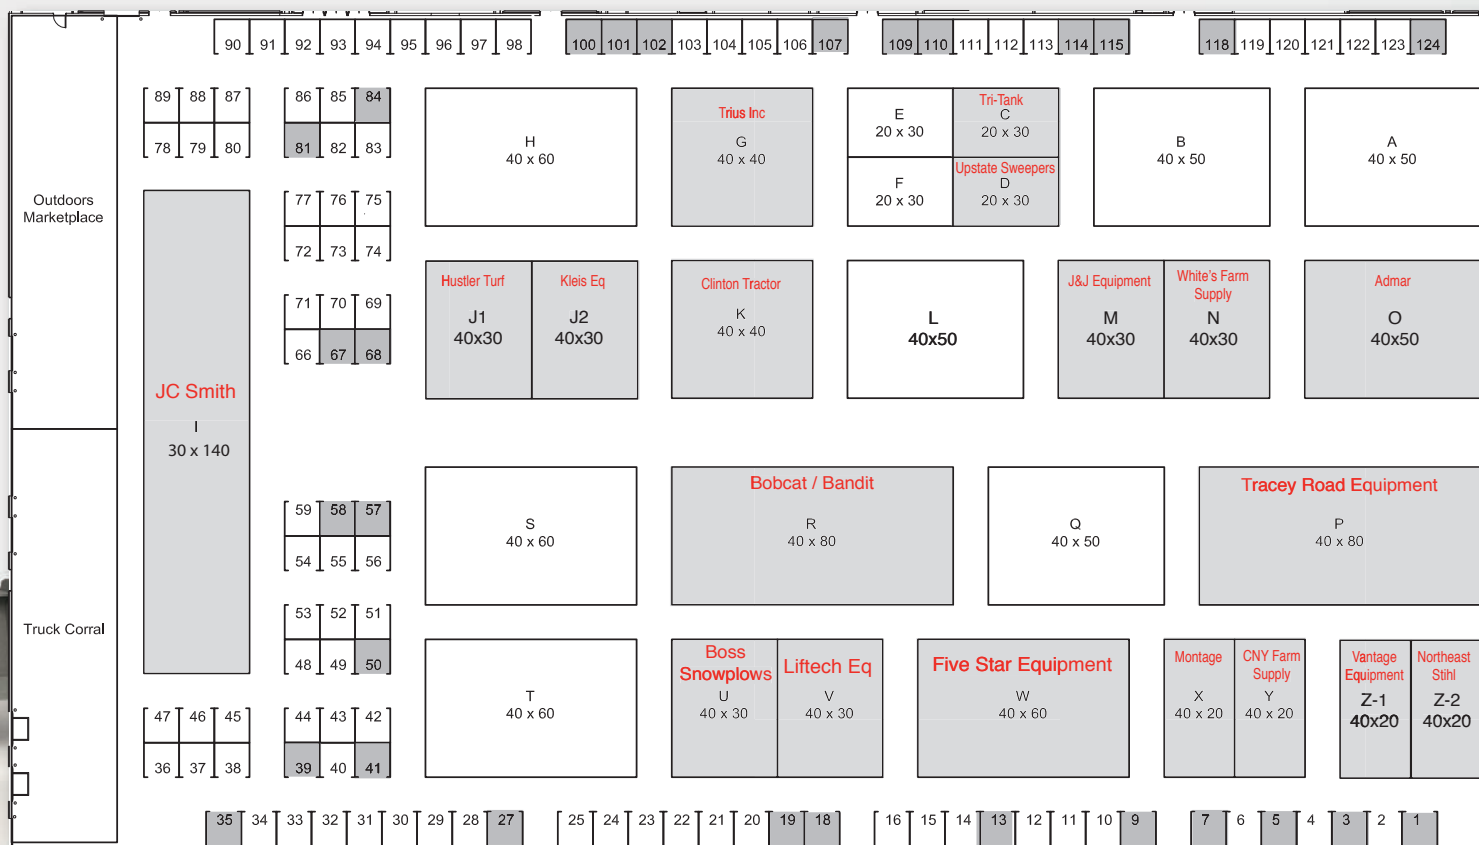 90 91 92 93 94 95 96 97 98 100 101 102 103 104 105 106 107 109 110 111 112 113 114 115 118 119 120 121 122 123 124
89 88 87 86 85 84
78 79 80 81 82 83
H
40 x 60
Trius Inc
G
40 x 40
E
20 x 30
Tri-Tank
C
20 x 30
F
20 x 30
Upstate Sweepers
D
20 x 30
B
40 x 50
A
40 x 50
Outdoors
Marketplace
77 76 75
72 73 74
71 70 69
66 67 68
Hustler Turf
J1
40x30
Kleis Eq
J2
40x30
Clinton Tractor
K
40 x 40
L
40x50
J&J Equipment
M
40x30
White's Farm
Supply
N
40x30
Admar
O
40x50
JC Smith
I
30 x 140
59 58 57
54 55 56
S
40 x 60
Bobcat / Bandit
R
40 x 80
Q
40 x 50
Tracey Road Equipment
P
40 x 80
Truck Corral
53 52 51
48 49 50
T
40 x 60
Boss
Snowplows
U
40 x 30
Liftech Eq
V
40 x 30
Five Star Equipment
W
40 x 60
Montage
X
40 x 20
CNY Farm
Supply
Y
40 x 20
Vantage
Equipment
Z-1
40x20
Northeast
Stihl
Z-2
40x20
47 46 45 44 43 42
36 37 38 39 40 41
35 34 33 32 31 30 29 28 27 25 24 23 22 21 20 19 18 16 15 14 13 12 11 10 9 7 6 5 4 3 2 1